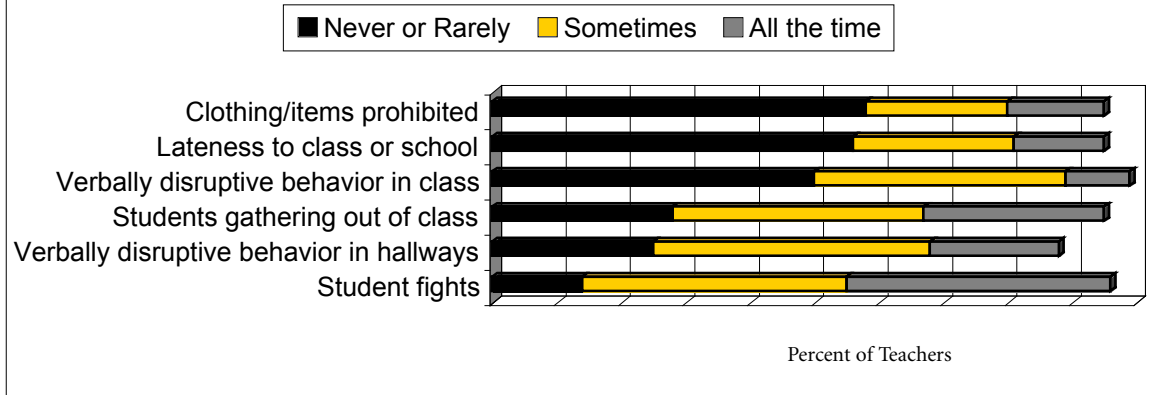 Never or Rarely Sometimes All the time
Clothing/items prohibited
Lateness to class or school
Verbally disruptive behavior in class
Students gathering out of class
Verbally disruptive behavior in hallways
Student fights
Percent of Teachers